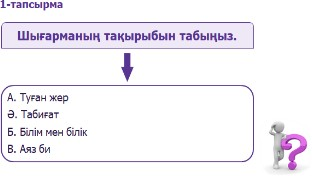 1-тапсырма
Шығарманың тақырыбын табыңыз.
А. Туған жер
Ә. Табиғат
Б. Білім мен білік
В. Аяз би